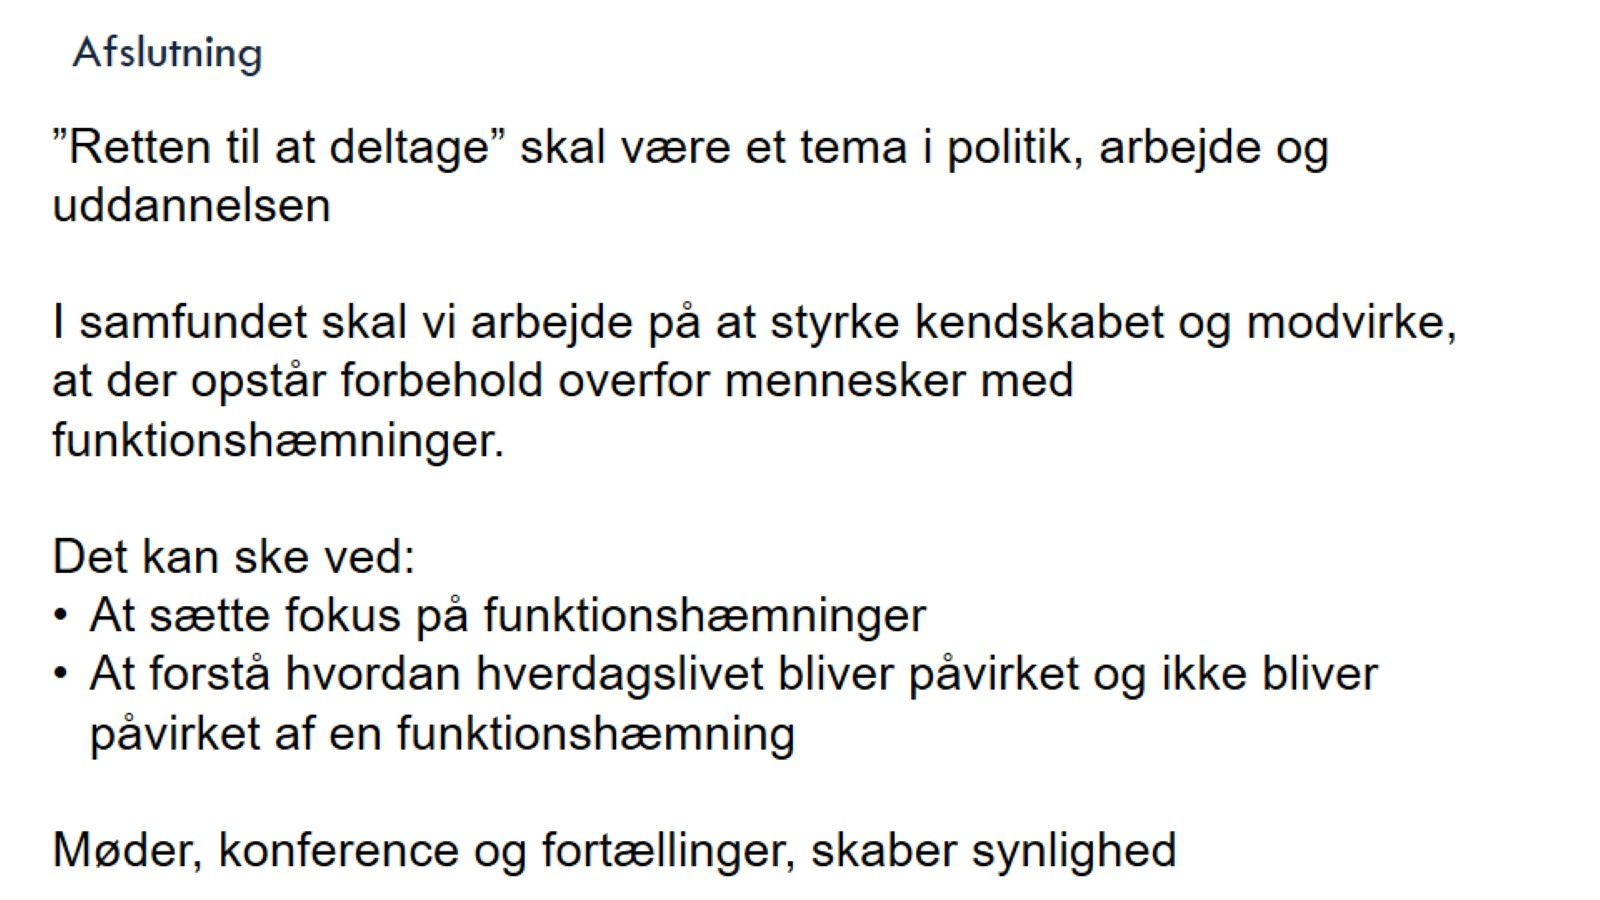 Afslutning
”Retten til at deltage” skal være et tema i politik, arbejde og
uddannelsen
I samfundet skal vi arbejde på at styrke kendskabet og modvirke,
at der opstår forbehold overfor mennesker med
funktionshæmninger.
Det kan ske ved:
• At sætte fokus på funktionshæmninger
• At forstå hvordan hverdagslivet bliver påvirket og ikke bliver
påvirket af en funktionshæmning
Møder, konference og fortællinger, skaber synlighed